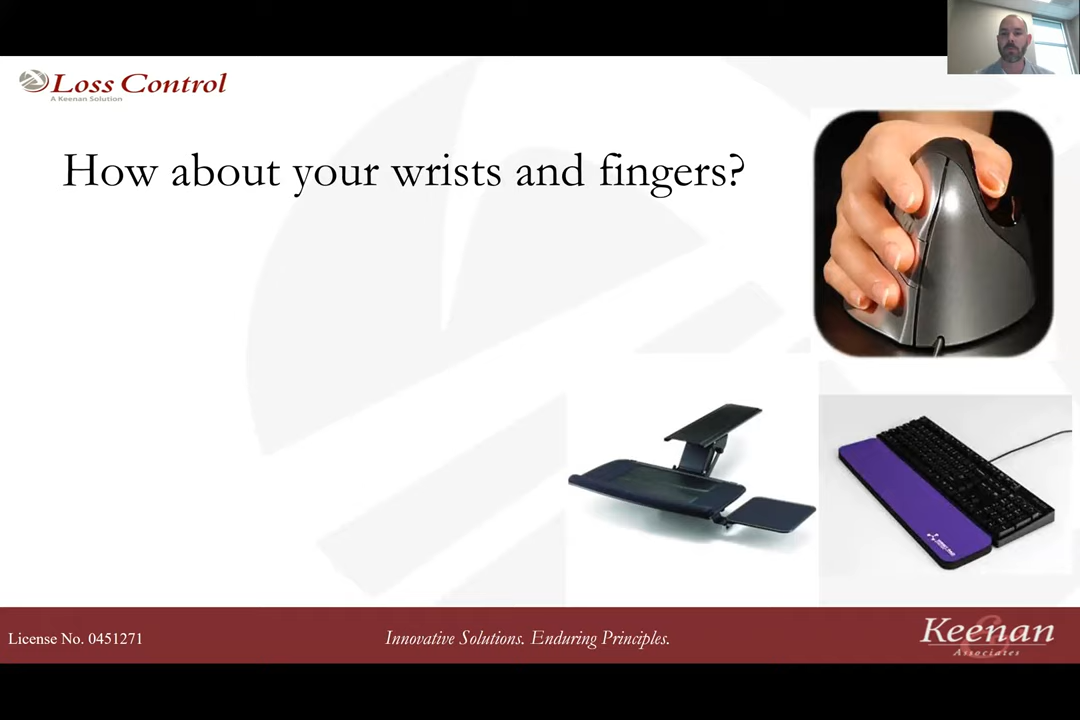 Loss Control
A Keenan Solution
How about your wrists and fingers?
License No. 0451271
Innovative Solutions. Enduring Principles.
Keenan
& Associates